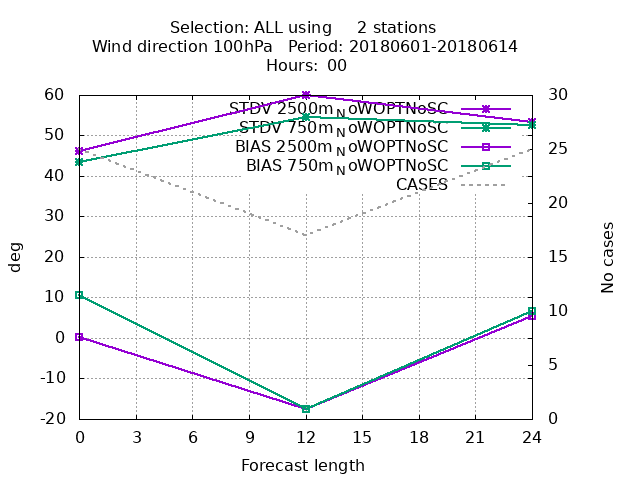 Selection: ALL using     2 stations
Wind direction 100hPa   Period: 20180601-20180614
Hours: 00
STDV 2500m_NoWOPTNoSC
STDV 750m_NoWOPTNoSC
BIAS 2500m_NoWOPTNoSC
BIAS 750m_NoWOPTNoSC
CASES
60
50
40
30
20
10
0
-10
-20
deg
30
25
20
15
10
5
0
No cases
0 3 6 9 12 15 18 21 24
Forecast length